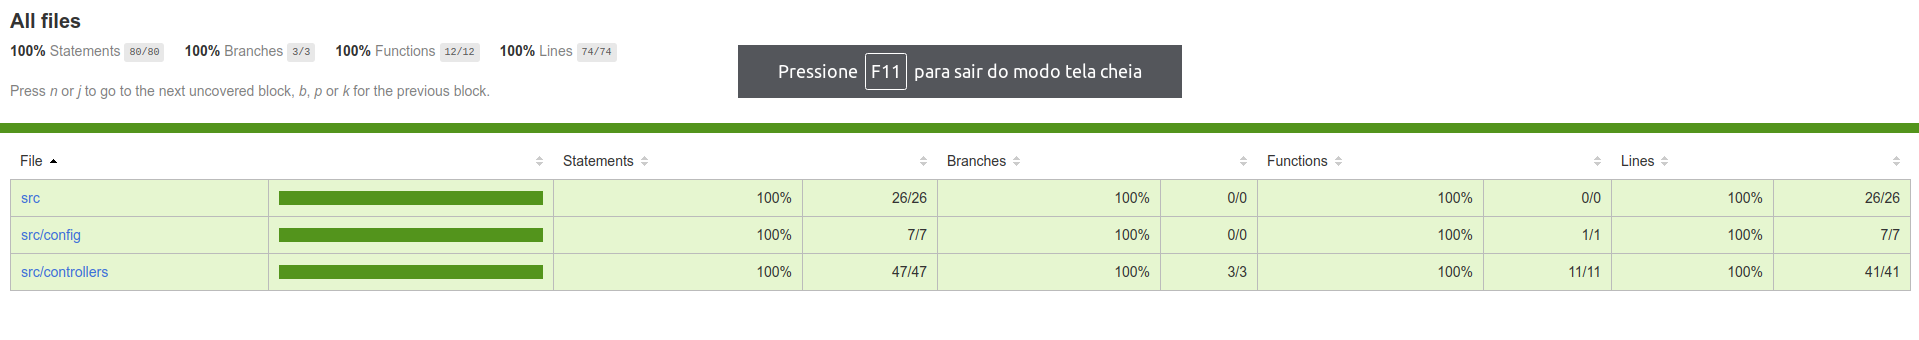 All files
100% Statements 80/80 100% Branches 3/3 100% Functions 12/12 100% Lines 74/74
Pressione F11 para sair do modo tela cheia
Press n or j to go to the next uncovered block, b, p or k for the previous block.
File Statements Branches Functions Lines
src 100% 26/26 100% 0/0 100% 0/0 100% 26/26
src/config 100% 7/7 100% 0/0 100% 1/1 100% 7/7
src/controllers 100% 47/47 100% 3/3 100% 11/11 100% 41/41